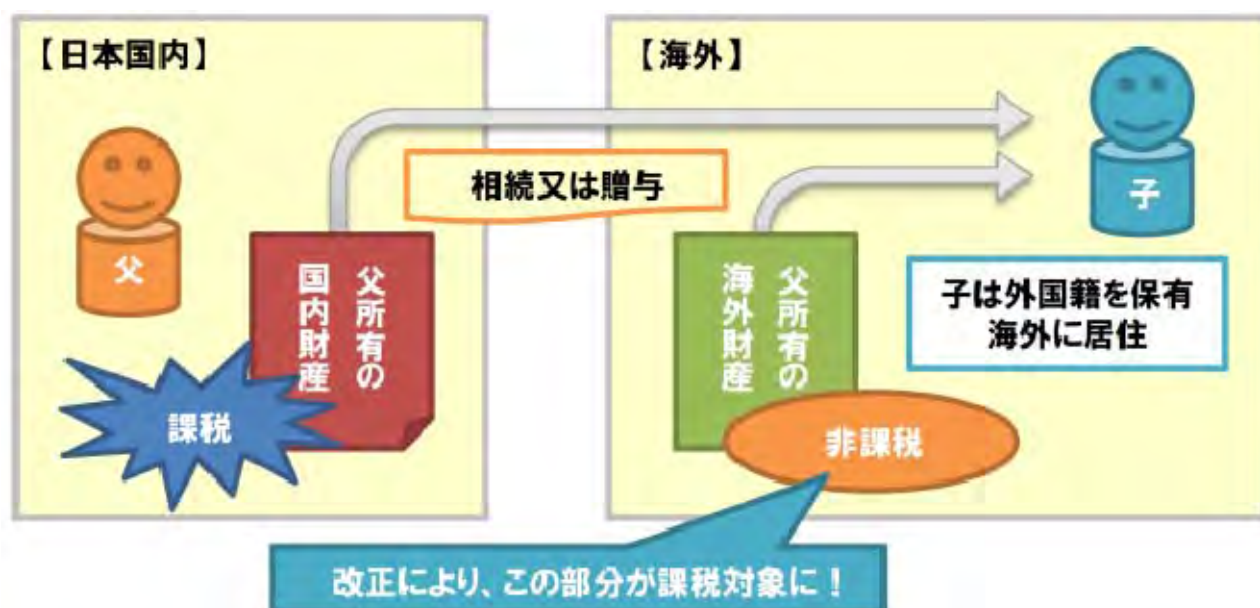 【日本国内】
【海外】
相続又は贈与
父
子
父所有の
国内財産
父所有の
海外財産
子は外国籍を保有
海外に居住
課税
非課税
改正により、この部分が課税対象に！